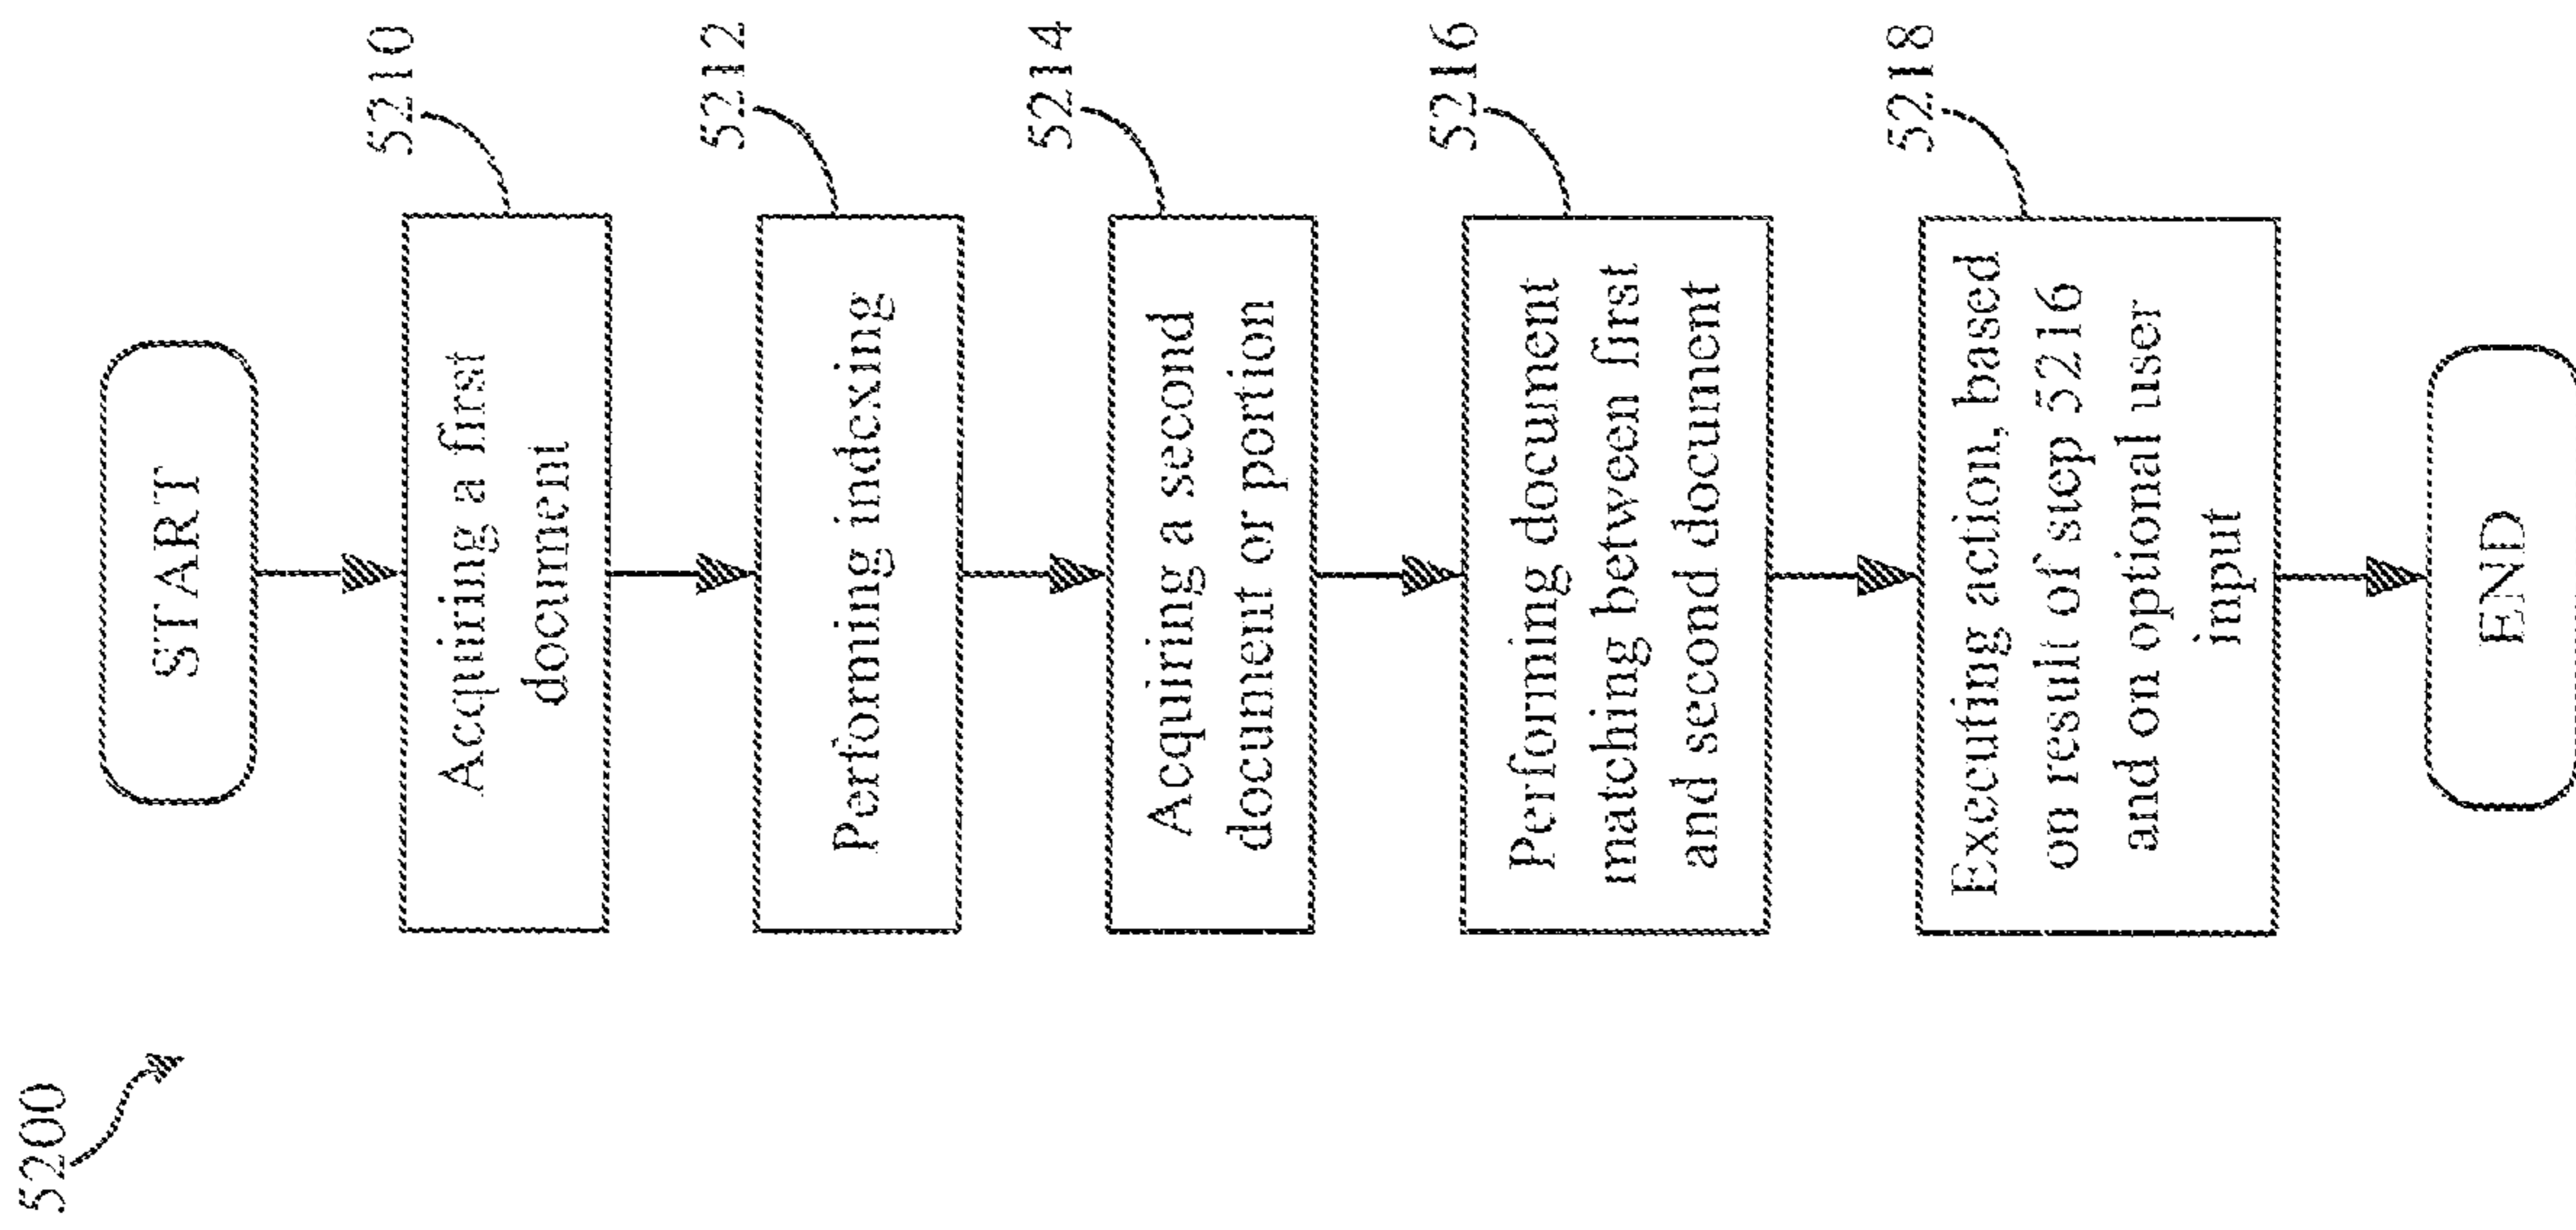 5200
START
5210
Acquiring a first
document
5212
Performing indexing
5214
Acquiring a second
document or portion
5216
Performing document
matching between first
and second document
5218
Executing action, based
on result of step 5216
and on optional user
input
END